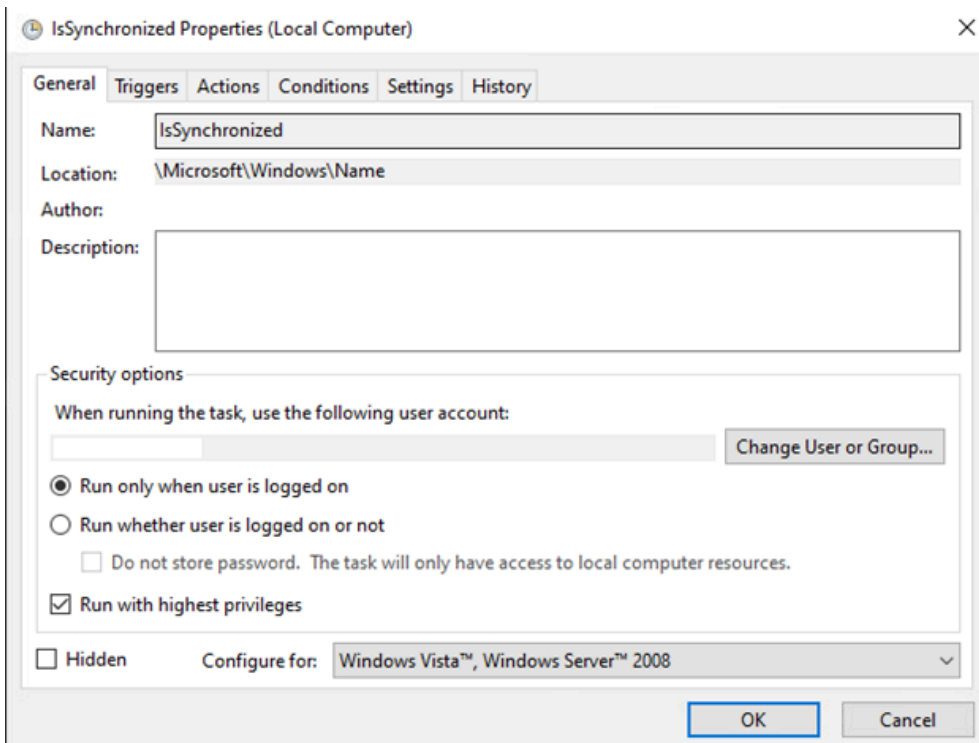 IsSynchronized Properties (Local Computer)
General Triggers Actions Conditions Settings History
Name: IsSynchronized
Location: \Microsoft\Windows\Name
Author:
Description:
Security options
When running the task, use the following user account:
Change User or Group...
Run only when user is logged on
Run whether user is logged on or not
Do not store password. The task will only have access to local computer resources.
Run with highest privileges
Hidden Configure for: Windows Vista™, Windows Server™ 2008
OK Cancel